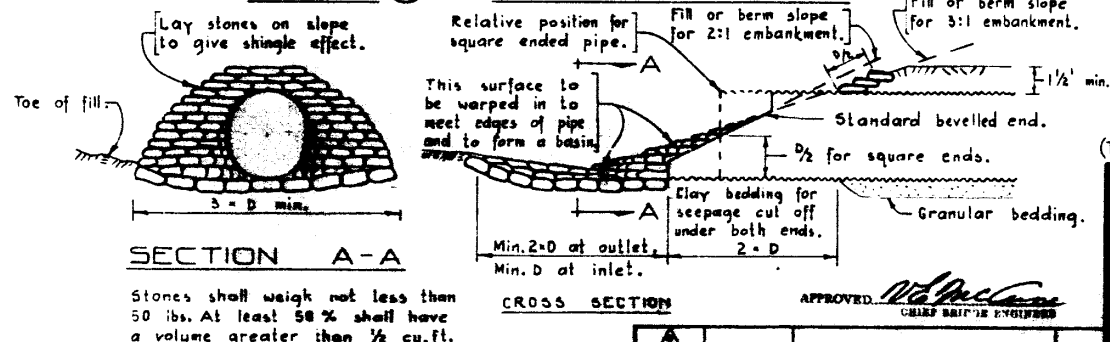 Lay stones on slope
to give shingle effect.
Toe of fill.
3 × D min.
SECTION A-A
Stones shall weigh not less than
50 lbs. At least 50 % shall have
a volume greater than ½ cu.ft.
Relative position for
square ended pipe.
Fill or berm slope
for 2:1 embankment.
Fill or berm slope
for 3:1 embankment.
D/2
A
1½' min.
This surface to
be warped in to
meet edges of pipe
and to form a basin.
Standard bevelled end.
D/2 for square ends.
A
Clay bedding for
seepage cut off
under both ends.
2 × D
Granular bedding.
Min. 2×D at outlet.
Min. D at inlet.
CROSS SECTION
APPROVED
CHIEF BRIDGE ENGINEER